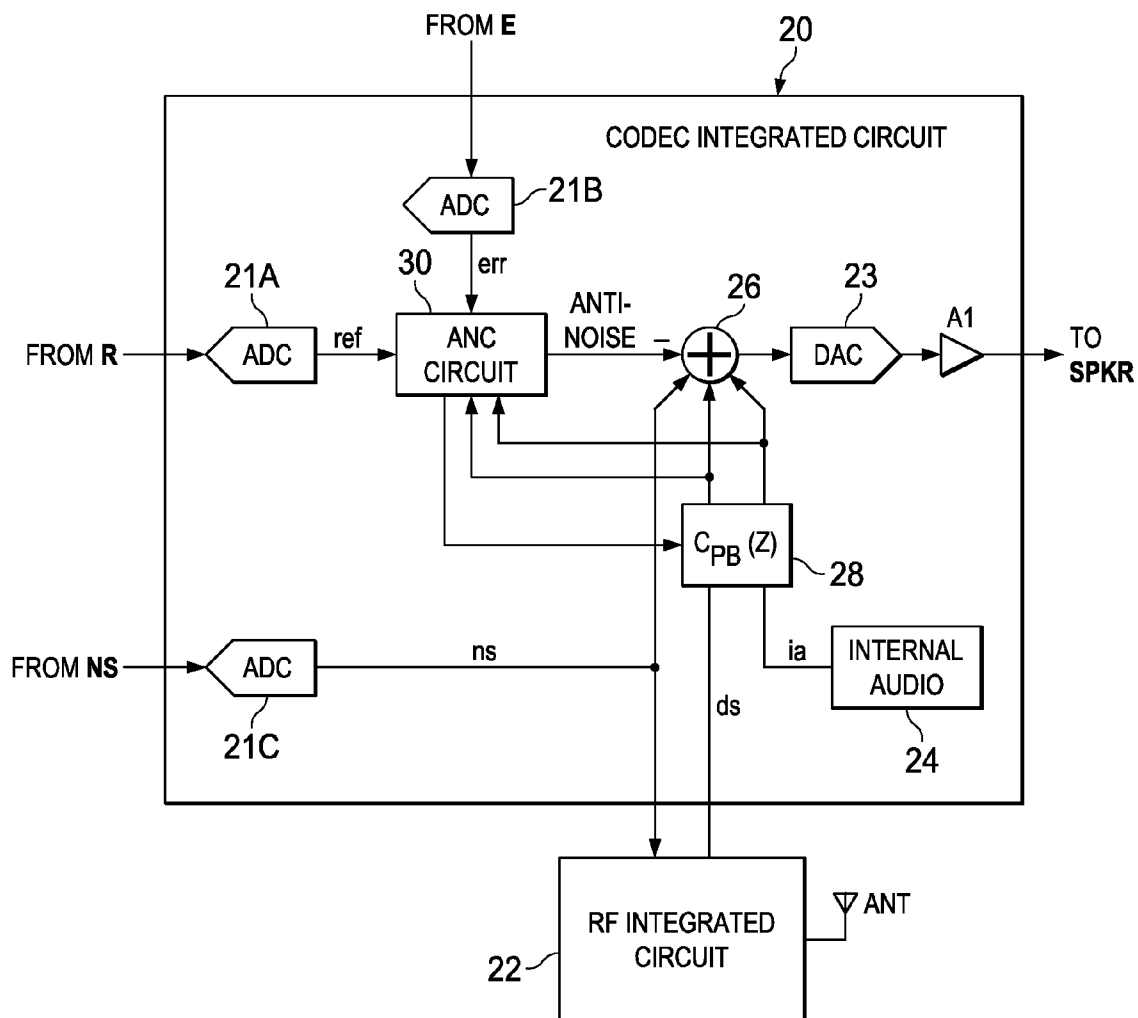 FROM E
20
CODEC INTEGRATED CIRCUIT
ADC
21B
err
21A
30
ANTI-
NOISE
26
23
A1
FROM R
ADC
ref
ANC
CIRCUIT
–
+
DAC
TO
SPKR
C_PB (Z)
28
FROM NS
ADC
ns
ia
INTERNAL
AUDIO
21C
ds
24
RF INTEGRATED
CIRCUIT
ANT
22